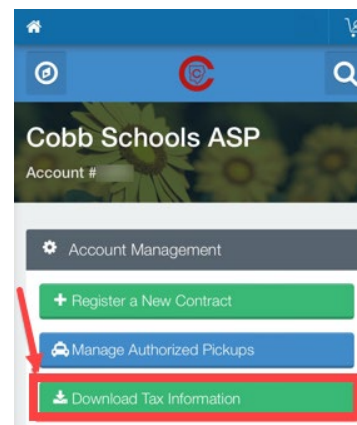 Cobb Schools ASP
Account #
Account Management
Register a New Contract
Manage Authorized Pickups
Download Tax Information